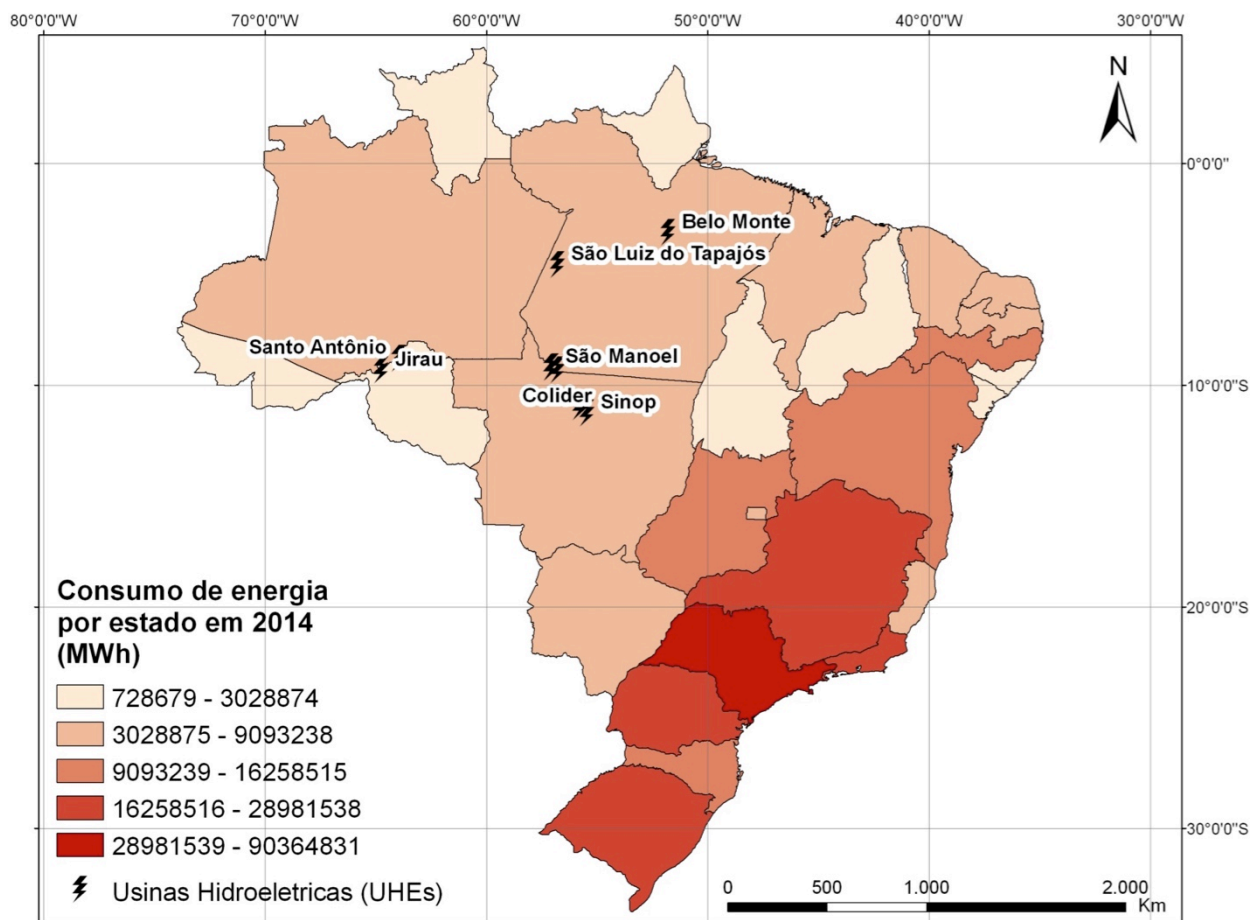 80°0'0"W 70°0'0"W 60°0'0"W 50°0'0"W 40°0'0"W 30°0'0"W
N
0°0'0"
Belo Monte
São Luiz do Tapajós
Santo Antônio
Jirau
São Manoel
10°0'0"S
Colider
Sinop
Consumo de energia
por estado em 2014
(MWh)
20°0'0"S
728679 - 3028874
3028875 - 9093238
9093239 - 16258515
16258516 - 28981538
30°0'0"S
28981539 - 90364831
Usinas Hidroeletricas (UHEs)
0 500 1.000 2.000
Km